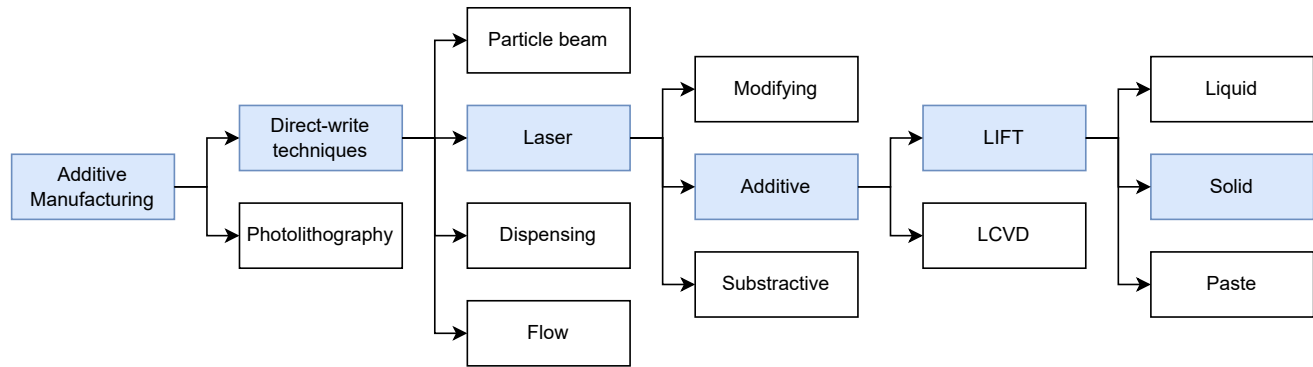 Additive
Manufacturing
Direct-write
techniques
Photolithography
Particle beam
Laser
Dispensing
Flow
Modifying
Additive
Substractive
LIFT
LCVD
Liquid
Solid
Paste